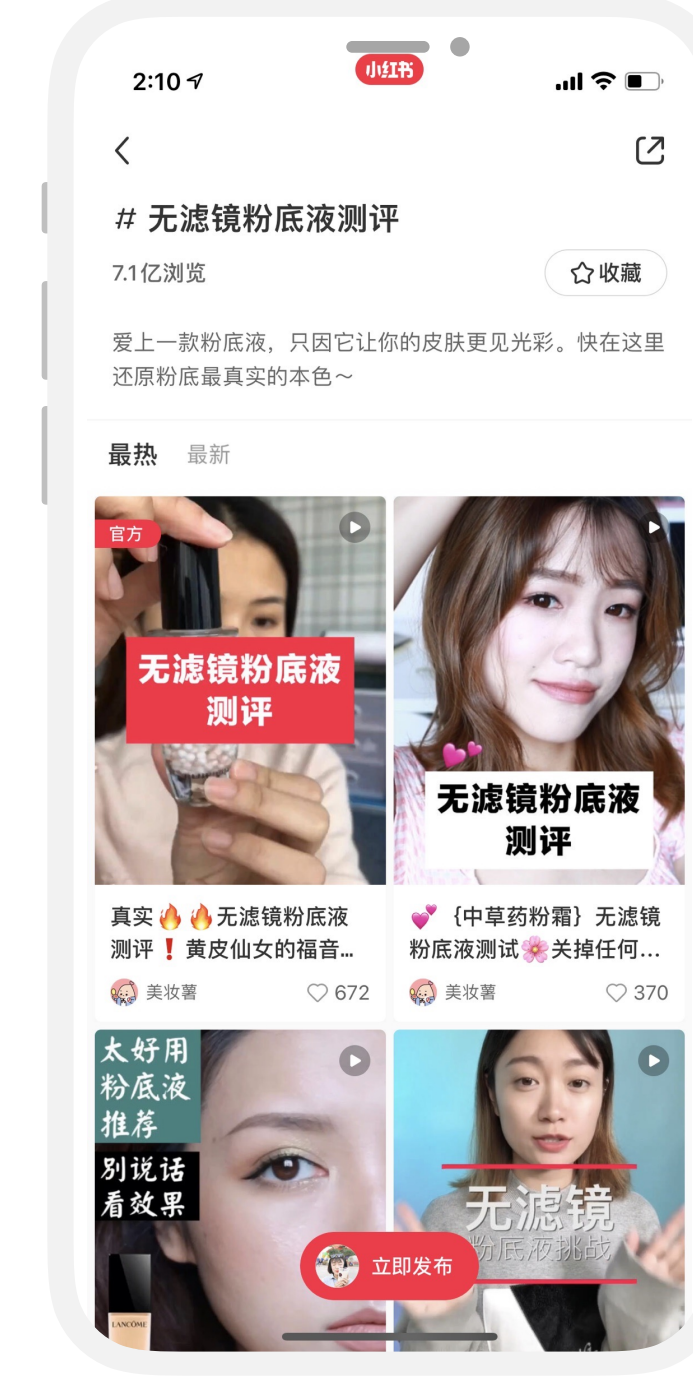 2:10
小红书
# 无滤镜粉底液测评
7.1亿浏览
收藏
爱上一款粉底液，只因它让你的皮肤更见光彩。快在这里
还原粉底最真实的本色～
最热 最新
官方
无滤镜粉底液
测评
无滤镜粉底液
测评
真实🔥🔥无滤镜粉底液
测评❗黄皮仙女的福音...
美妆薯 672
💕｛中草药粉霜｝无滤镜
粉底液测试🌸关掉任何...
美妆薯 370
太好用
粉底液
推荐
别说话
看效果
LANCÔME
无滤镜
粉底液挑战
立即发布